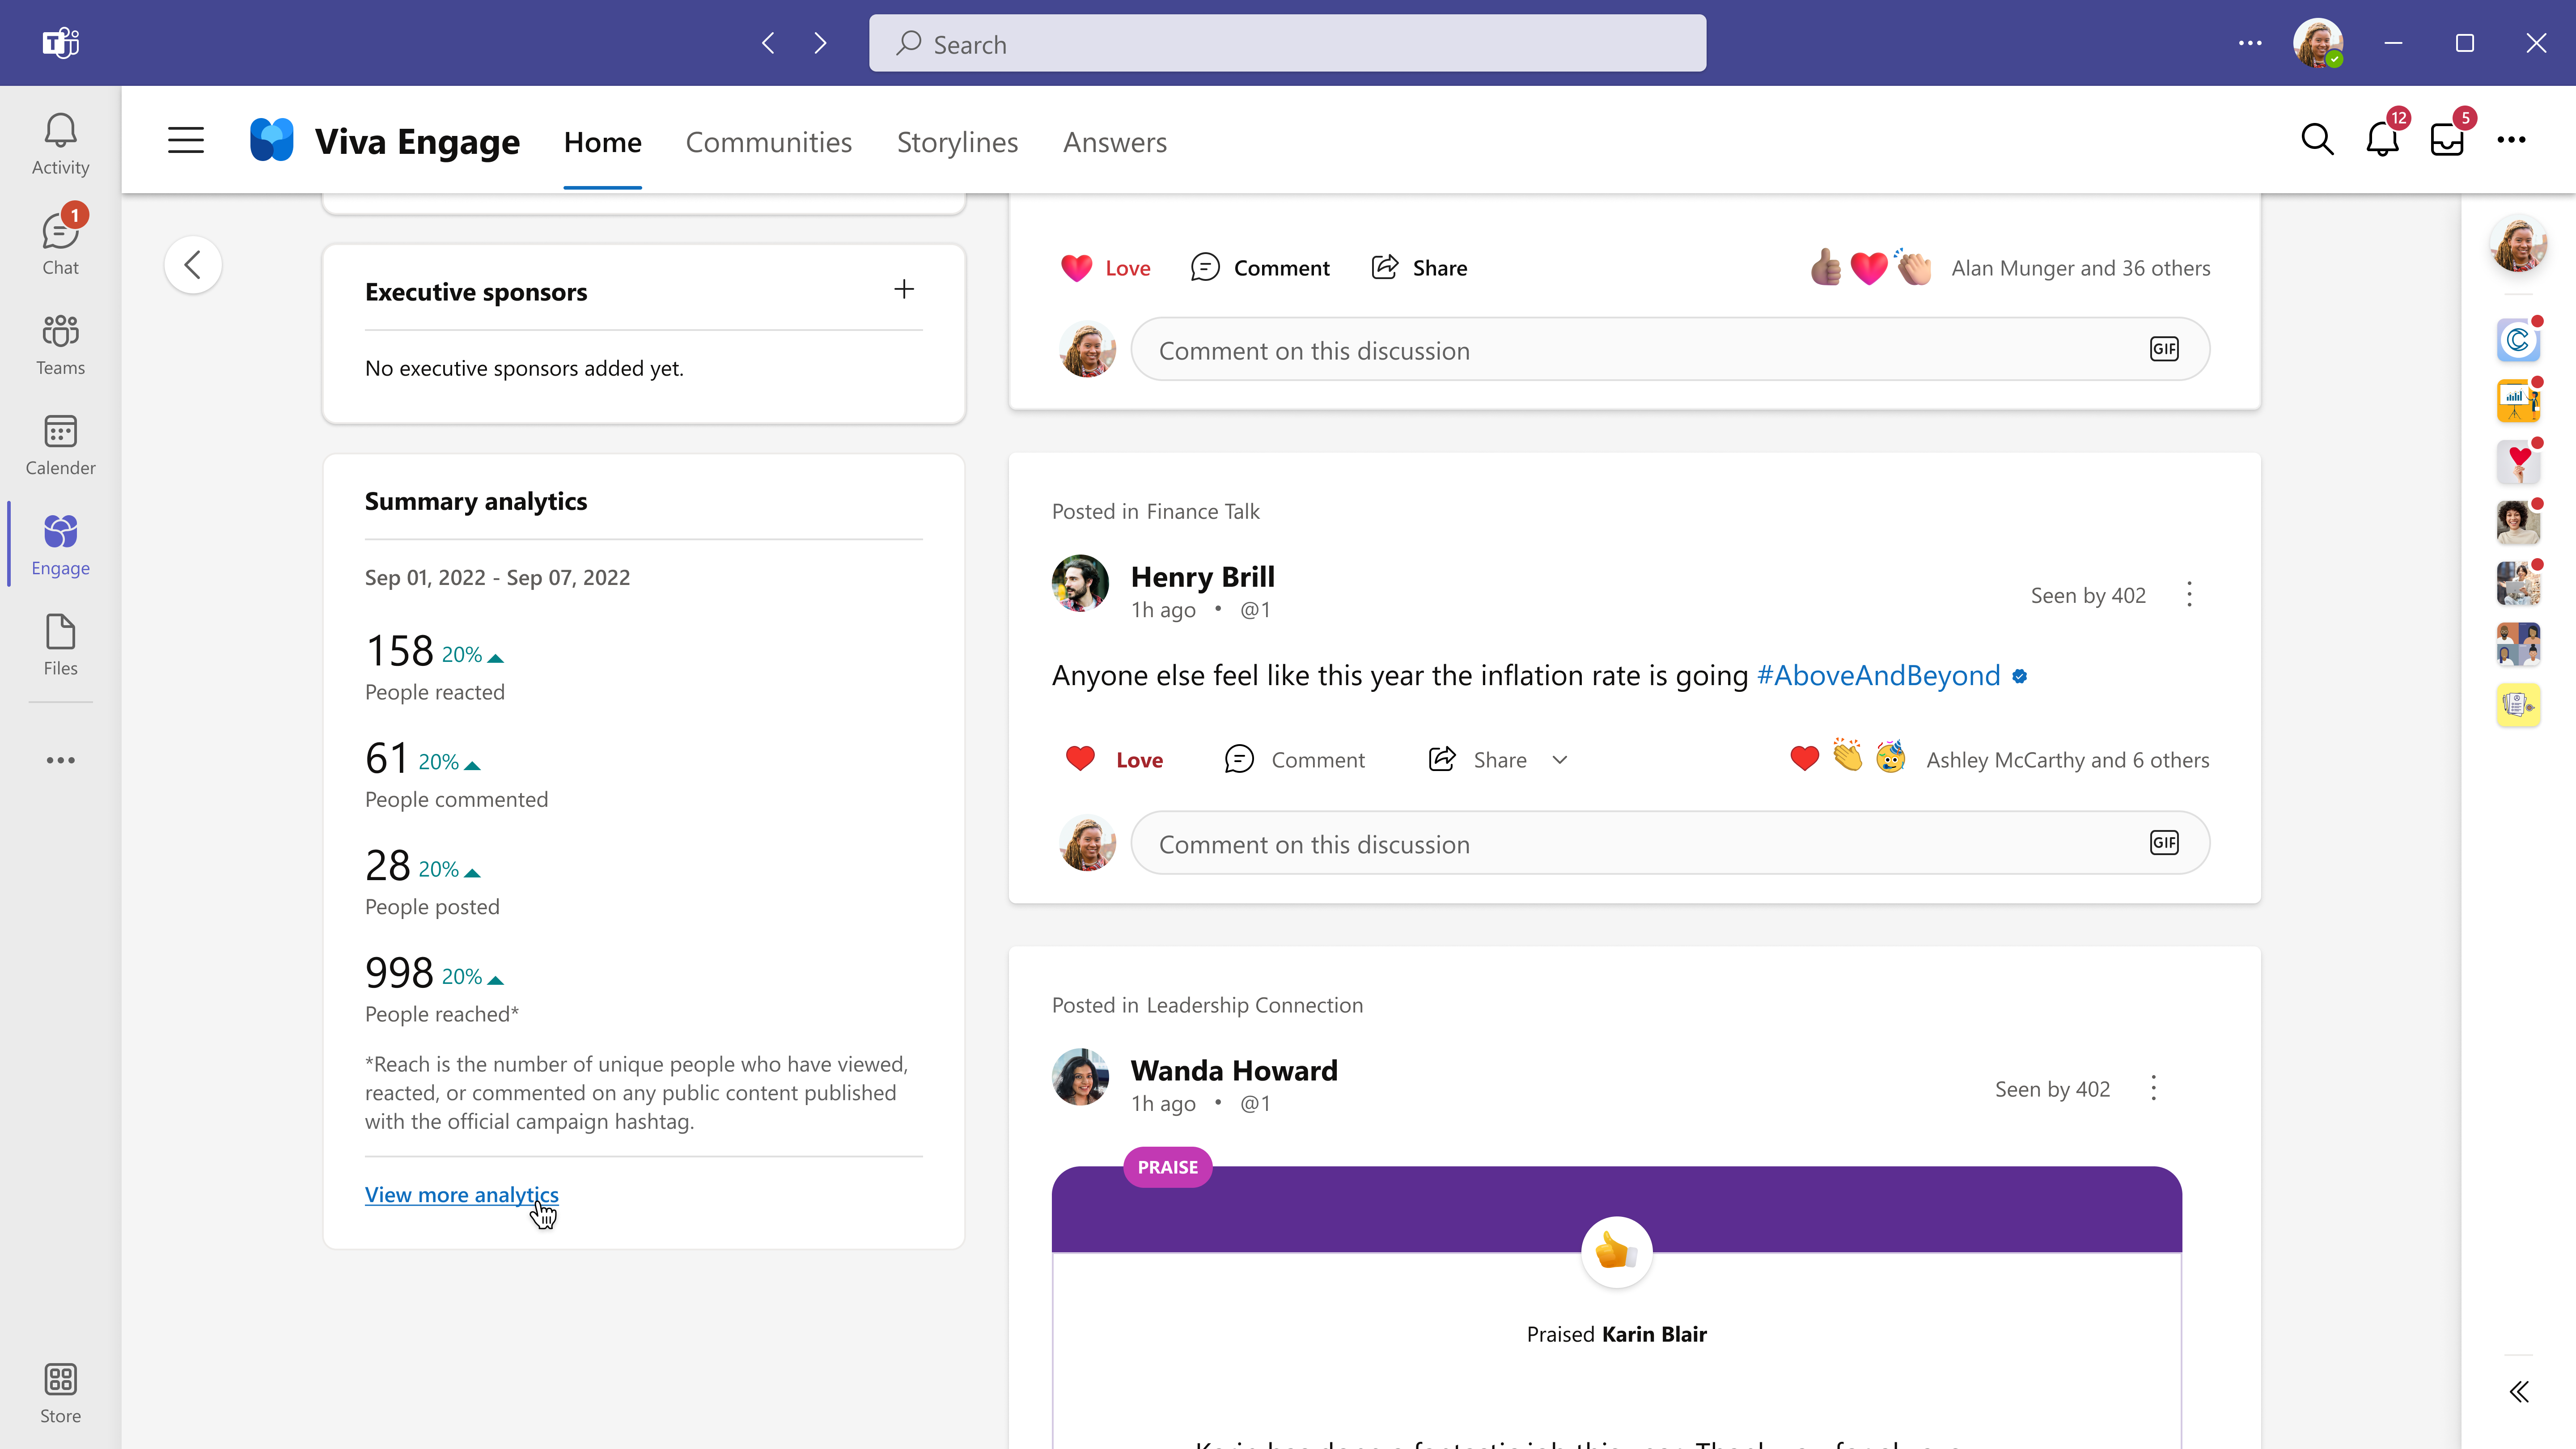 Search
Activity
1
Chat
Teams
Calender
Engage
Files
Store
Viva Engage
Home
Communities
Storylines
Answers
12
5
Executive sponsors
No executive sponsors added yet.
Summary analytics
Sep 01, 2022 - Sep 07, 2022
158 20%
People reacted
61 20%
People commented
28 20%
People posted
998 20%
People reached*
*Reach is the number of unique people who have viewed,
reacted, or commented on any public content published
with the official campaign hashtag.
View more analytics
Love
Comment
Share
Alan Munger and 36 others
Comment on this discussion
GIF
Posted in Finance Talk
Henry Brill
1h ago • @1
Seen by 402
Anyone else feel like this year the inflation rate is going #AboveAndBeyond
Love
Comment
Share
Ashley McCarthy and 6 others
Comment on this discussion
GIF
Posted in Leadership Connection
Wanda Howard
1h ago • @1
Seen by 402
PRAISE
Praised Karin Blair